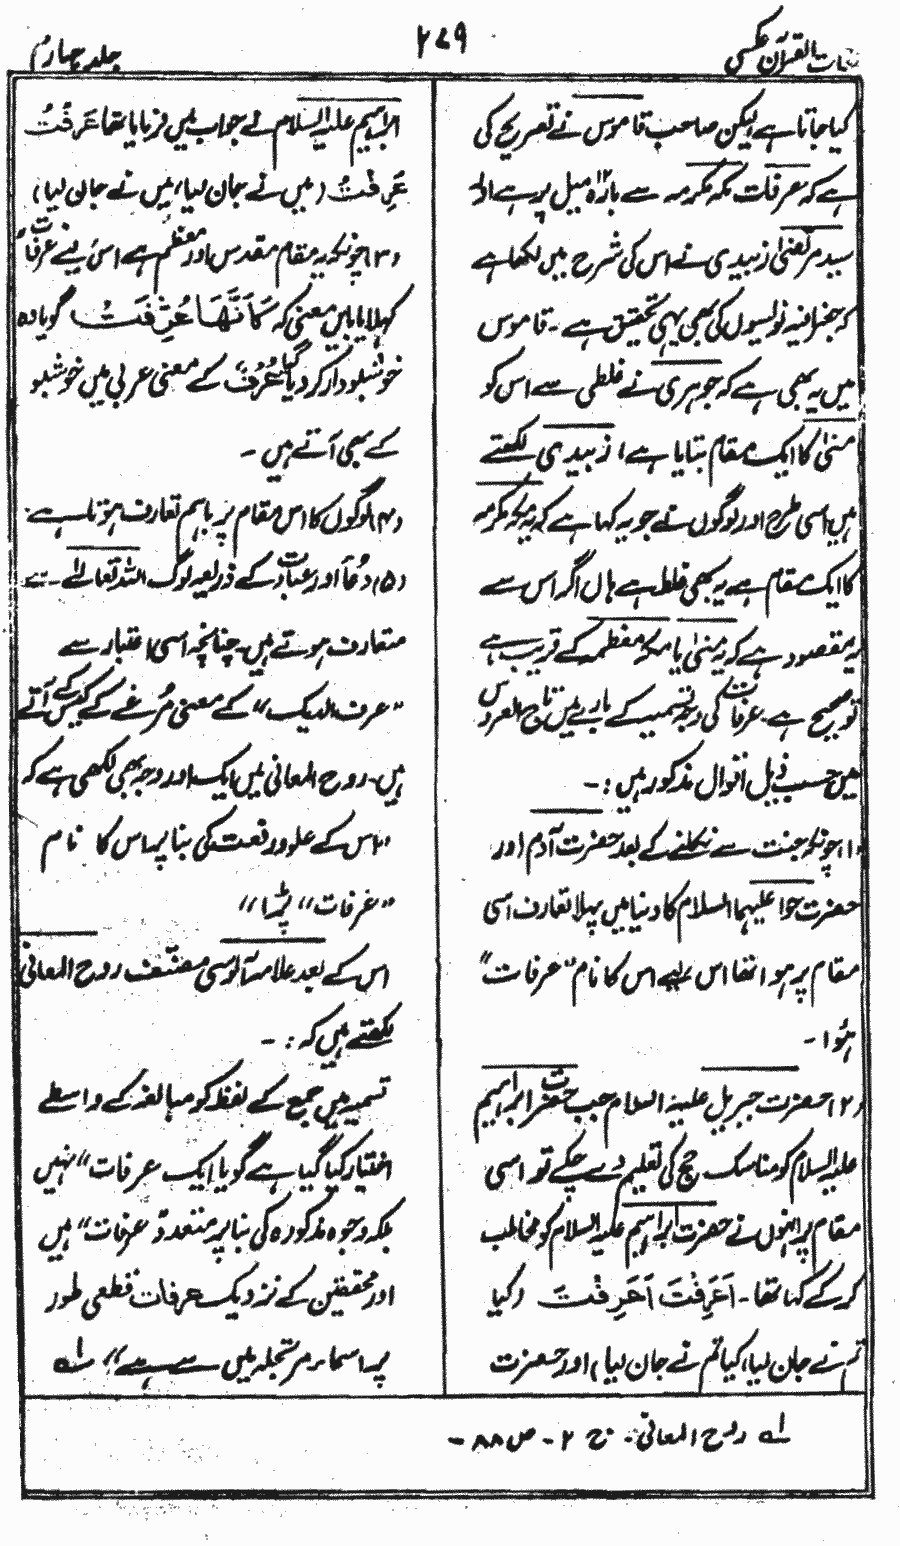 لغات القرآن عکسی
۲۷۹
جلد چہارم
کیا جاتا ہے لیکن صاحب قاموس نے تصریح کی
ہے کہ عرفات مکہ مکرمہ سے بارہ ۱۲ میل پر ہے اور
سید مرتضیٰ زبیدی نے اس کی شرح میں لکھا ہے
کہ جغرافیہ نویسوں کی بھی یہی تحقیق ہے۔ قاموس
میں یہ بھی ہے کہ جوہری نے غلطی سے اس کو
منیٰ کا ایک مقام بتایا ہے، زبیدی لکھتے
ہیں اسی طرح اور لوگوں نے جو یہ کہا ہے کہ یہ مکہ مکرمہ
کا ایک مقام ہے یہ بھی غلط ہے ہاں اگر اس سے
یہ مقصود ہے کہ یہ منیٰ یا مکہ معظمہ کے قریب ہے
تو صحیح ہے۔ عرفات کی وجہ تسمیہ کے بارے میں تاج العروس
میں حسب ذیل اقوال مذکور ہیں :۔
(۱) چونکہ جنت سے نکلنے کے بعد حضرت آدم اور
حضرت حوا علیہما السلام کا دنیا میں پہلا تعارف اسی
مقام پر ہوا تھا اس لیے اس کا نام "عرفات"
ہوا۔
(۲) حضرت جبریل علیہ السلام جب حضرت ابراہیم
علیہ السلام کو مناسک حج کی تعلیم دے چکے تو اسی
مقام پر انہوں نے حضرت ابراہیم علیہ السلام کو مخاطب
کر کے کہا تھا۔ اَعَرِفْتَ اَعَرِفْتَ (کیا
تم نے جان لیا، کیا تم نے جان لیا) اور حضرت
ابراہیم علیہ السلام نے جواب میں فرمایا تھا عَرَفْتُ
عَرِفْتُ (میں نے جان لیا، میں نے جان لیا)
(۳) چونکہ یہ مقام مقدس اور معظم ہے اس لیے عرفات
کہلایا بایں معنی کہ کَاَنَّهَا عُرِّفَتْ گویا وہ
خوشبودار کر دیا گیا عُرِّفَ کے معنی عربی میں خوشبو
کے بھی آتے ہیں۔
(۴) لوگوں کا اس مقام پر باہم تعارف ہوتا ہے
(۵) دعا اور عبادت کے ذریعہ لوگ اللہ تعالےٰ سے
متعارف ہوتے ہیں۔ چنانچہ اسی اعتبار سے
"عرف الدیک" کے معنی مرغے کے کیس کے آتے
ہیں۔ روح المعانی میں ایک اور وجہ بھی لکھی ہے کہ
"اس کے علو و رفعت کی بنا پر اس کا نام
"عرفات" پڑا"
اس کے بعد علامہ آلوسی مصنف روح المعانی
لکھتے ہیں کہ :۔
تسمیہ میں جمع کے لفظ کو مبالغہ کے واسطے
اختیار کیا گیا ہے گویا ایک عرفات "نہیں
بلکہ وجوہ مذکورہ کی بنا پر متعدد عرفات" ہیں
اور محققین کے نزدیک عرفات قطعی طور
پر اسماء مرتجلہ میں سے ہے" لہ
لہ روح المعانی۔ ج ۲۔ ص ۸۸۔